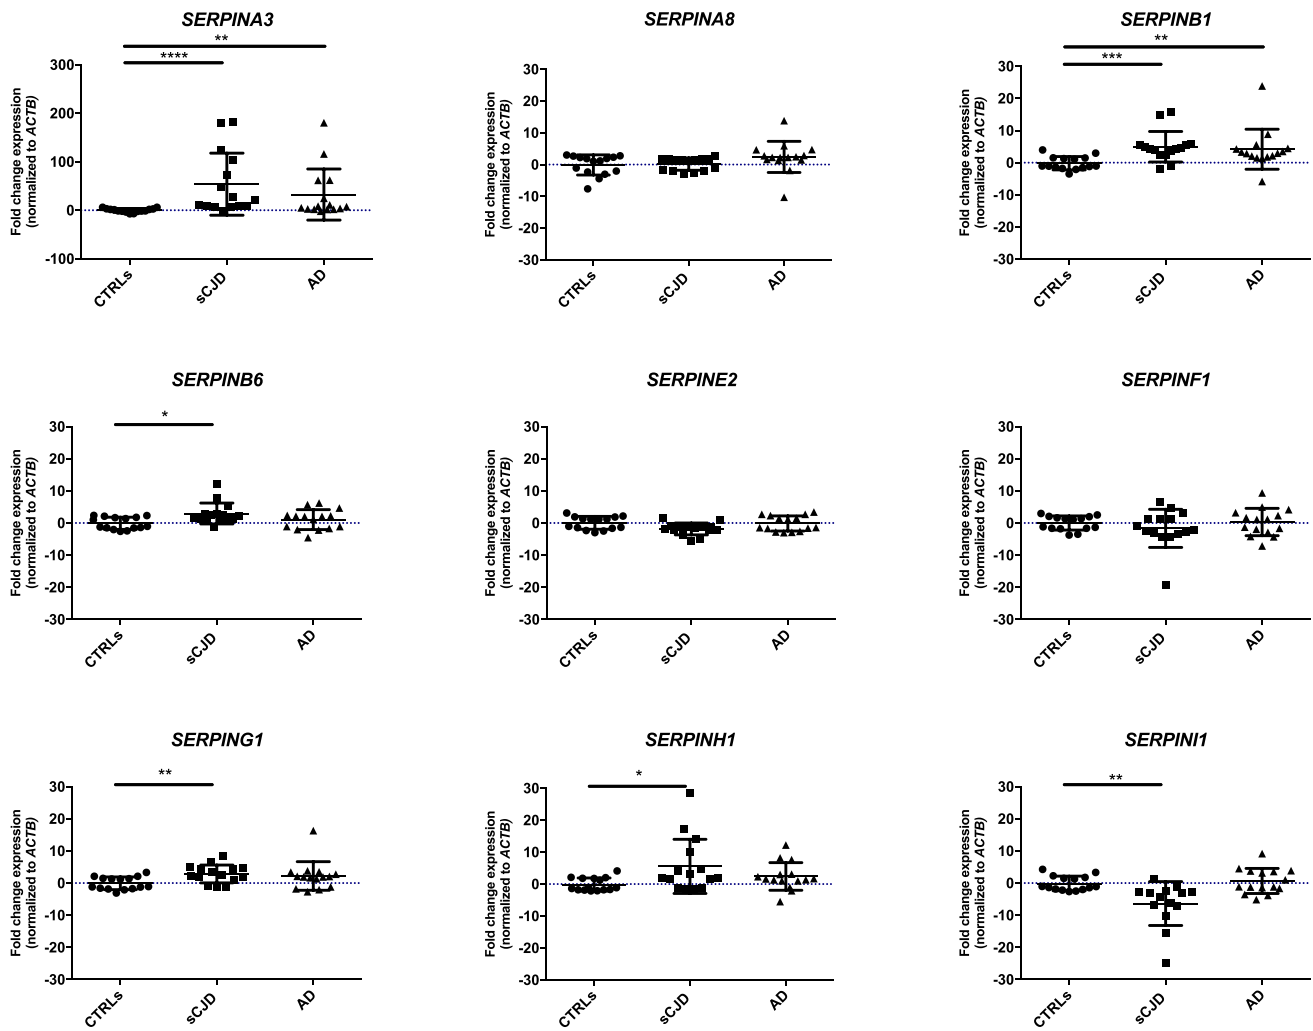 SERPINA3
**
****
Fold change expression
(normalized to ACTB)
300
200
100
0
-100
CTRLs
sCJD
AD
SERPINA8
Fold change expression
(normalized to ACTB)
30
20
10
0
-10
-20
-30
CTRLs
sCJD
AD
SERPINB1
**
***
Fold change expression
(normalized to ACTB)
30
20
10
0
-10
-20
-30
CTRLs
sCJD
AD
SERPINB6
*
Fold change expression
(normalized to ACTB)
30
20
10
0
-10
-20
-30
CTRLs
sCJD
AD
SERPINE2
Fold change expression
(normalized to ACTB)
30
20
10
0
-10
-20
-30
CTRLs
sCJD
AD
SERPINF1
Fold change expression
(normalized to ACTB)
30
20
10
0
-10
-20
-30
CTRLs
sCJD
AD
SERPING1
**
Fold change expression
(normalized to ACTB)
30
20
10
0
-10
-20
-30
CTRLs
sCJD
AD
SERPINH1
*
Fold change expression
(normalized to ACTB)
30
20
10
0
-10
-20
-30
CTRLs
sCJD
AD
SERPINI1
**
Fold change expression
(normalized to ACTB)
30
20
10
0
-10
-20
-30
CTRLs
sCJD
AD